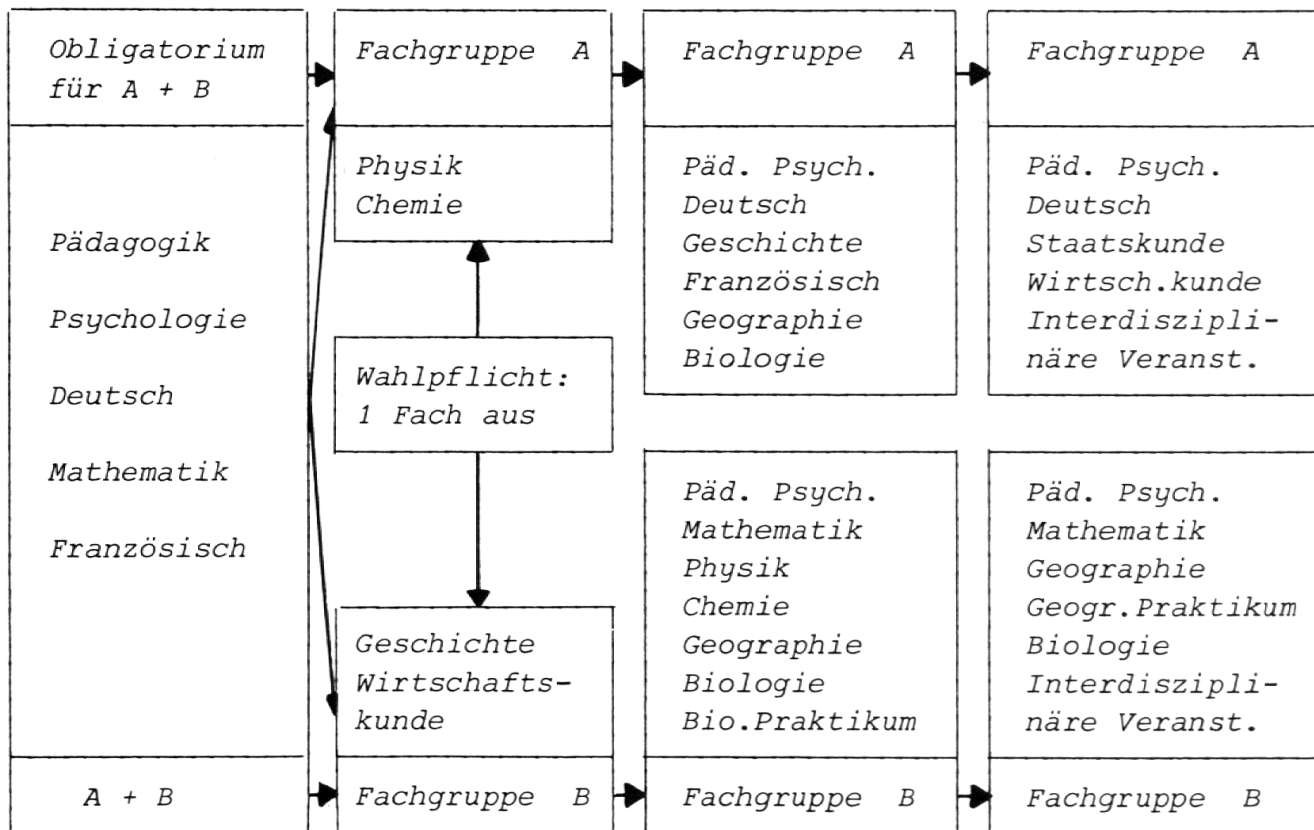 Obligatorium
für A + B
Pädagogik
Psychologie
Deutsch
Mathematik
Französisch
A + B
Fachgruppe A
Physik
Chemie
Wahlpflicht:
1 Fach aus
Geschichte
Wirtschafts-
kunde
Fachgruppe B
Fachgruppe A
Päd. Psych.
Deutsch
Geschichte
Französisch
Geographie
Biologie
Päd. Psych.
Mathematik
Physik
Chemie
Geographie
Biologie
Bio.Praktikum
Fachgruppe B
Fachgruppe A
Päd. Psych.
Deutsch
Staatskunde
Wirtsch.kunde
Interdiszipli-
näre Veranst.
Päd. Psych.
Mathematik
Geographie
Geogr.Praktikum
Biologie
Interdiszipli-
näre Veranst.
Fachgruppe B